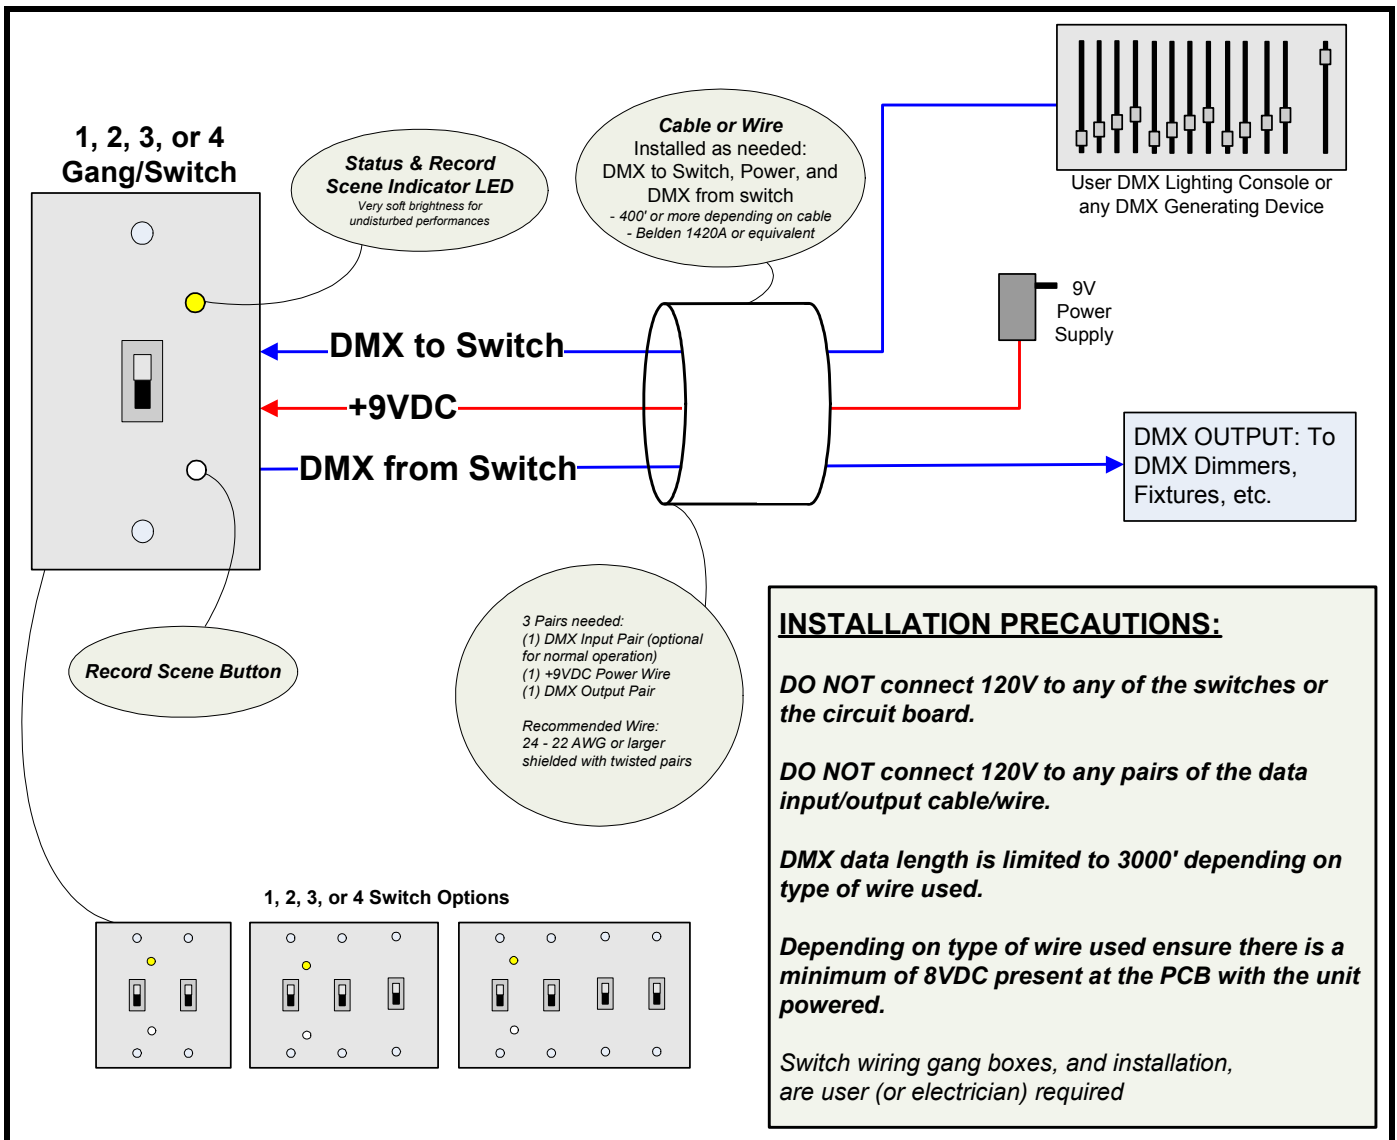 1, 2, 3, or 4
Gang/Switch
Status & Record
Scene Indicator LED
Very soft brightness for
undisturbed performances
Cable or Wire
Installed as needed:
DMX to Switch, Power, and
DMX from switch
- 400' or more depending on cable
- Belden 1420A or equivalent
User DMX Lighting Console or
any DMX Generating Device
9V
Power
Supply
DMX to Switch
+9VDC
DMX from Switch
DMX OUTPUT: To
DMX Dimmers,
Fixtures, etc.
Record Scene Button
3 Pairs needed:
(1) DMX Input Pair (optional
for normal operation)
(1) +9VDC Power Wire
(1) DMX Output Pair
Recommended Wire:
24 - 22 AWG or larger
shielded with twisted pairs
INSTALLATION PRECAUTIONS:
DO NOT connect 120V to any of the switches or
the circuit board.
DO NOT connect 120V to any pairs of the data
input/output cable/wire.
DMX data length is limited to 3000' depending on
type of wire used.
Depending on type of wire used ensure there is a
minimum of 8VDC present at the PCB with the unit
powered.
Switch wiring gang boxes, and installation,
are user (or electrician) required
1, 2, 3, or 4 Switch Options